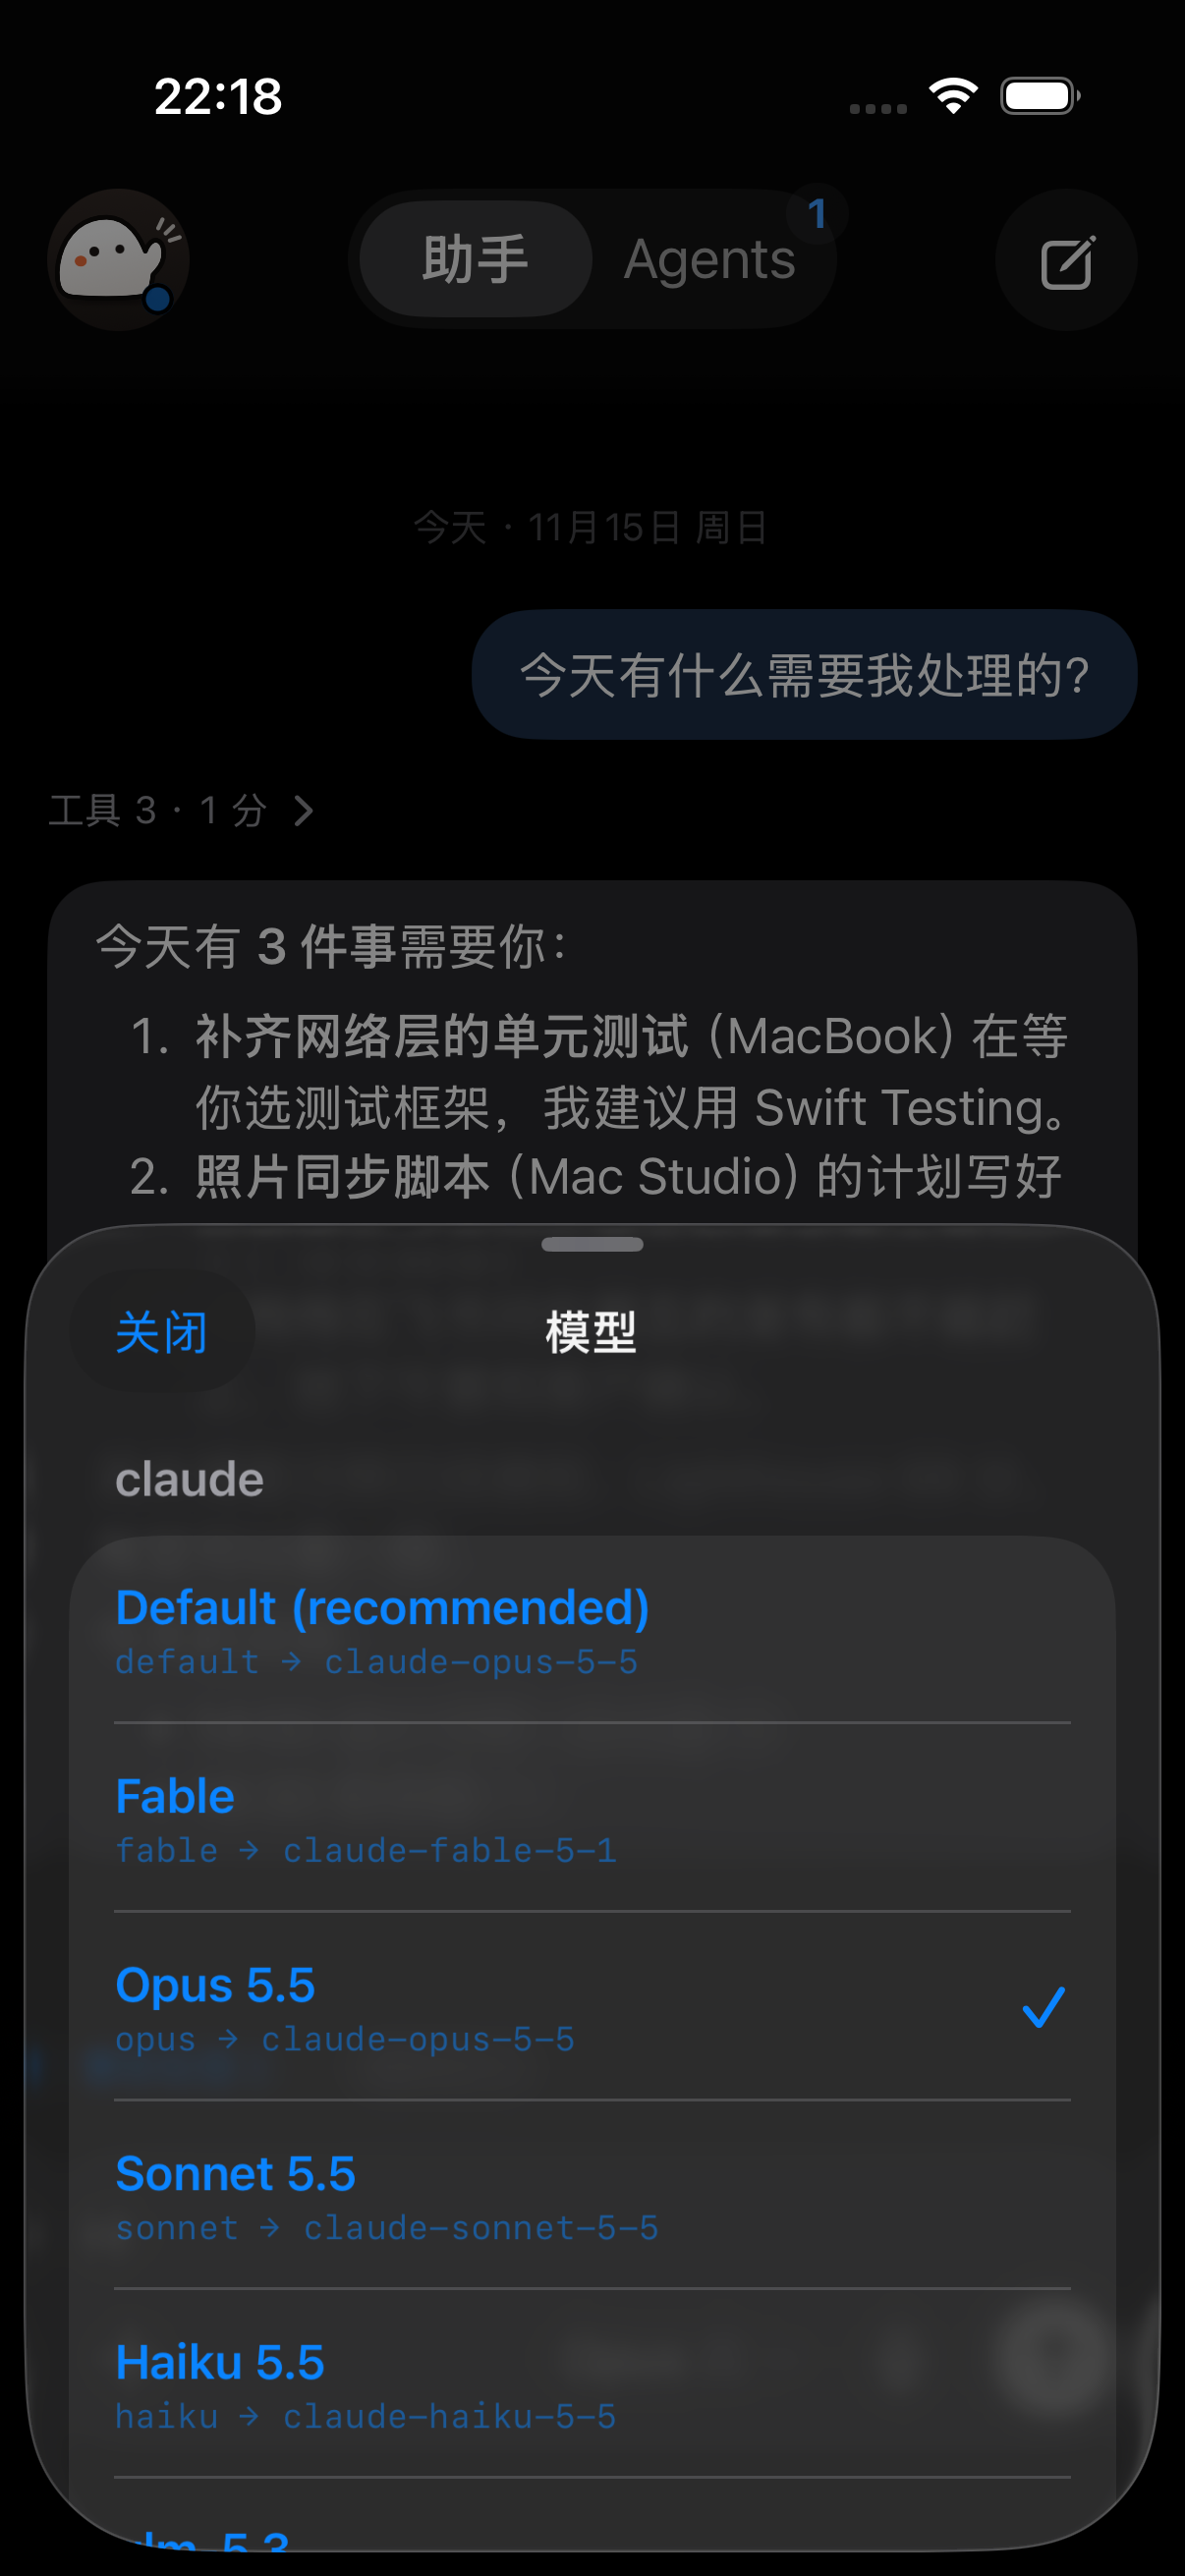 22:18
助手
Agents
1
今天 · 11月15日 周日
今天有什么需要我处理的?
工具 3 · 1 分
今天有 3 件事需要你：
1. 补齐网络层的单元测试（MacBook）在等
你选测试框架，我建议用 Swift Testing。
2. 照片同步脚本（Mac Studio）的计划写好
关闭
模型
claude
Default (recommended)
default → claude-opus-5-5
Fable
fable → claude-fable-5-1
Opus 5.5
opus → claude-opus-5-5
Sonnet 5.5
sonnet → claude-sonnet-5-5
Haiku 5.5
haiku → claude-haiku-5-5